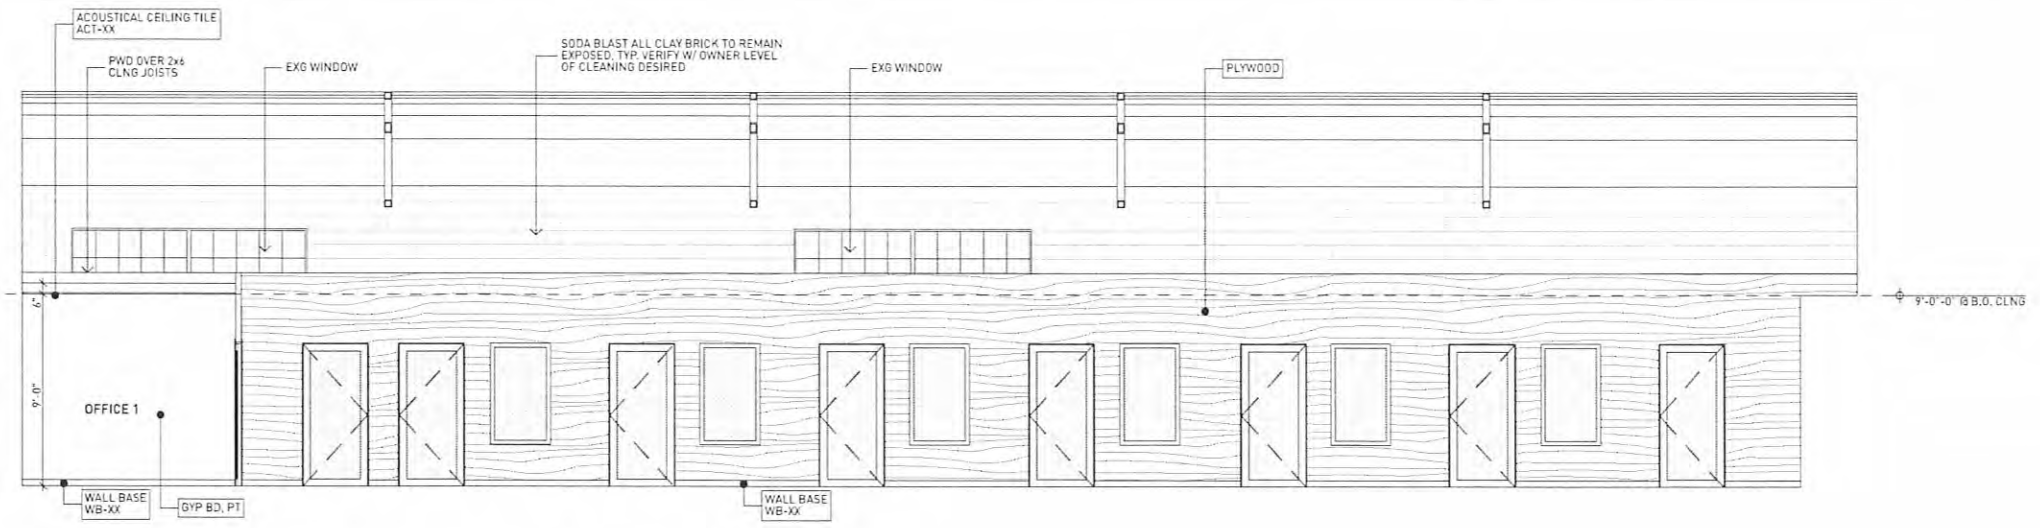 ACOUSTICAL CEILING TILE
ACT-XX
PWD OVER 2x6
CLNG JOISTS
EXG WINDOW
SODA BLAST ALL CLAY BRICK TO REMAIN
EXPOSED, TYP. VERIFY W/ OWNER LEVEL
OF CLEANING DESIRED
EXG WINDOW
PLYWOOD
6"
9'-0"
9'-0"-0" @ B.O. CLNG
OFFICE 1
WALL BASE
WB-XX
GYP BD, PT
WALL BASE
WB-XX